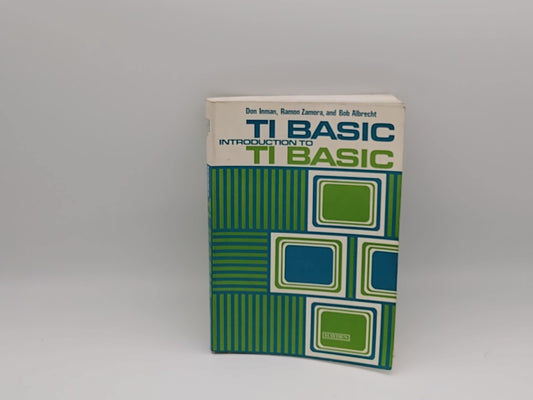 Don Inman, Ramon Zamora, and Bob Albrecht
TI BASIC
INTRODUCTION TO
TI BASIC
HAYDEN